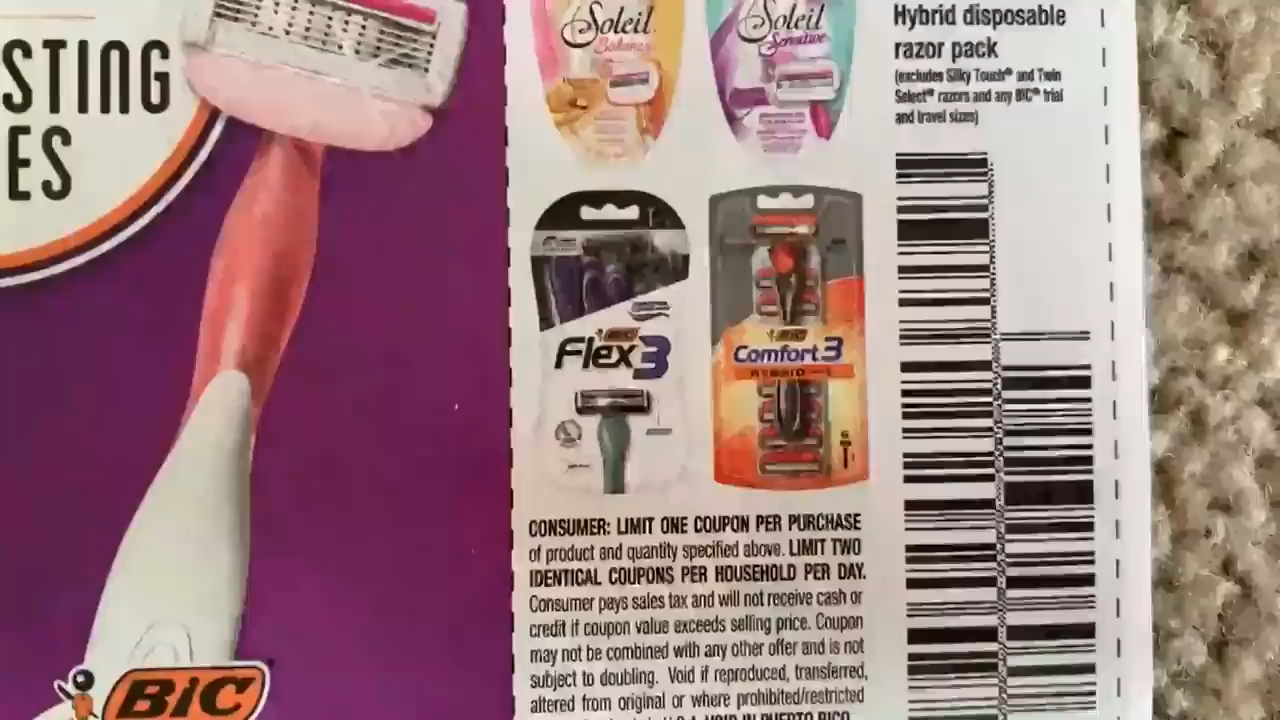 STING
ES
BiC
Soleil
Balance
Soleil
Sensitive
BiC
Flex3
BiC
Comfort3
HYBRID
CONSUMER: LIMIT ONE COUPON PER PURCHASE
of product and quantity specified above. LIMIT TWO
IDENTICAL COUPONS PER HOUSEHOLD PER DAY.
Consumer pays sales tax and will not receive cash or
credit if coupon value exceeds selling price. Coupon
may not be combined with any other offer and is not
subject to doubling. Void if reproduced, transferred,
altered from original or where prohibited/restricted
VOID IN PUERTO RICO
Hybrid disposable
razor pack
(excludes Silky Touch® and Twin
Select® razors and any BIC® trial
and travel sizes)